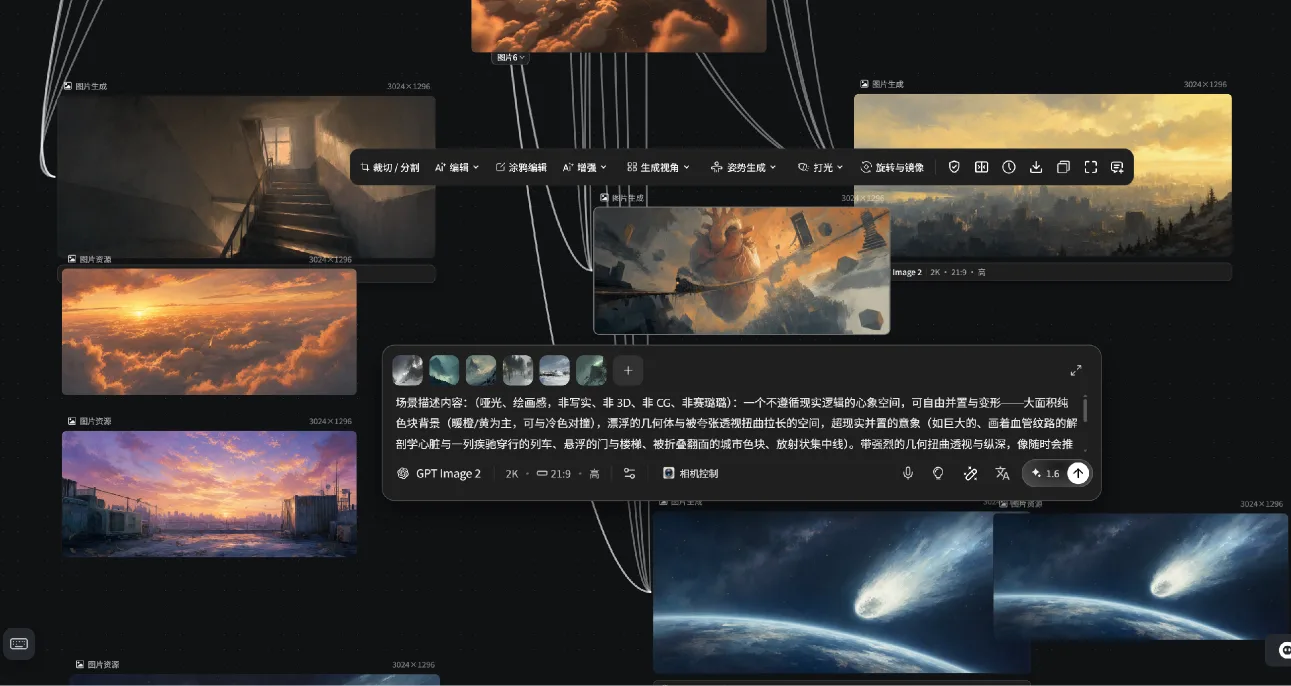 图片6
图片生成 3024×1296
图片生成 3024×1296
裁切 / 分割 AI⁺ 编辑 涂鸦编辑 AI⁺ 增强 生成视角 姿势生成 打光 旋转与镜像
图片生成
图片资源 3024×1296
Image 2 2K · 21:9 · 高
场景描述内容：（哑光、绘画感，非写实、非 3D、非 CG、非赛璐璐）：一个不遵循现实逻辑的心象空间，可自由并置与变形——大面积纯
色块背景（暖橙/黄为主，可与冷色对撞），漂浮的几何体与被夸张透视扭曲拉长的空间，超现实并置的意象（如巨大的、画着血管纹路的解
剖学心脏与一列疾驰穿行的列车、悬浮的门与楼梯、被折叠翻面的城市色块、放射状集中线）。带强烈的几何扭曲透视与纵深，像随时会推
图片资源 3024×1296
GPT Image 2 2K · 21:9 · 高 相机控制 1.6
图片生成
图片资源 3024×1296
图片资源 3024×1296